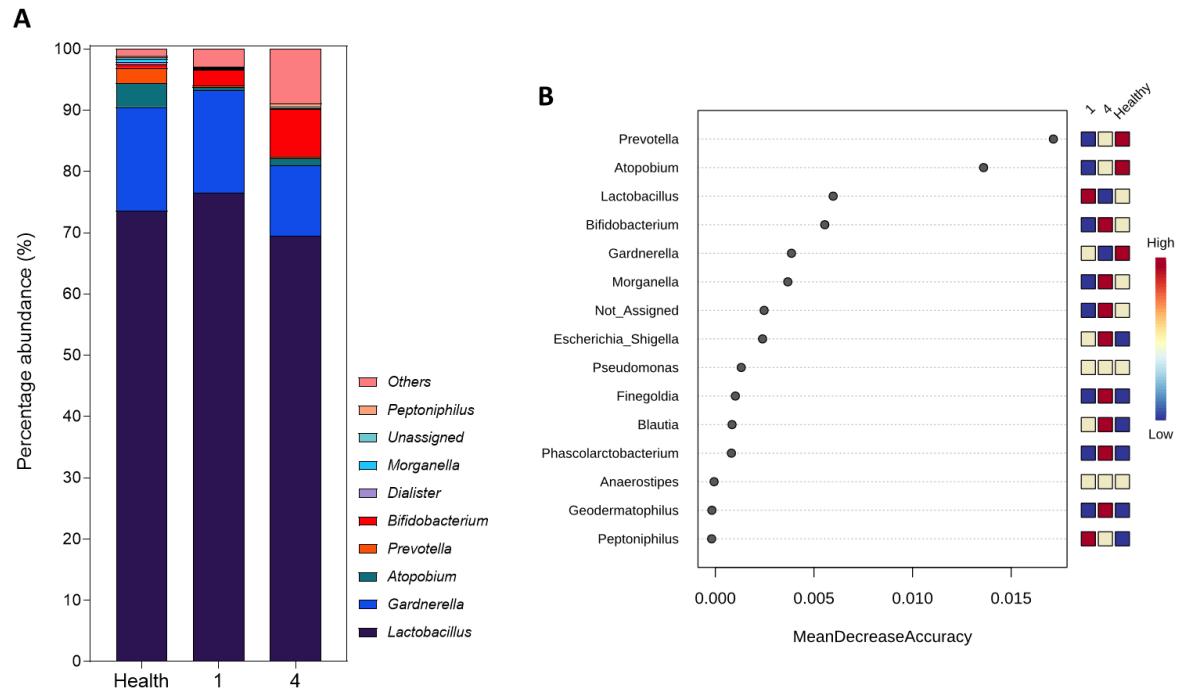 A
100
90
80
70
60
50
40
30
20
10
0
Percentage abundance (%)
Health 1 4
Others
Peptoniphilus
Unassigned
Morganella
Dialister
Bifidobacterium
Prevotella
Atopobium
Gardnerella
Lactobacillus
B
1 4 Healthy
Prevotella
Atopobium
Lactobacillus
Bifidobacterium
Gardnerella
Morganella
Not_Assigned
Escherichia_Shigella
Pseudomonas
Finegoldia
Blautia
Phascolarctobacterium
Anaerostipes
Geodermatophilus
Peptoniphilus
0.000 0.005 0.010 0.015
MeanDecreaseAccuracy
High
Low